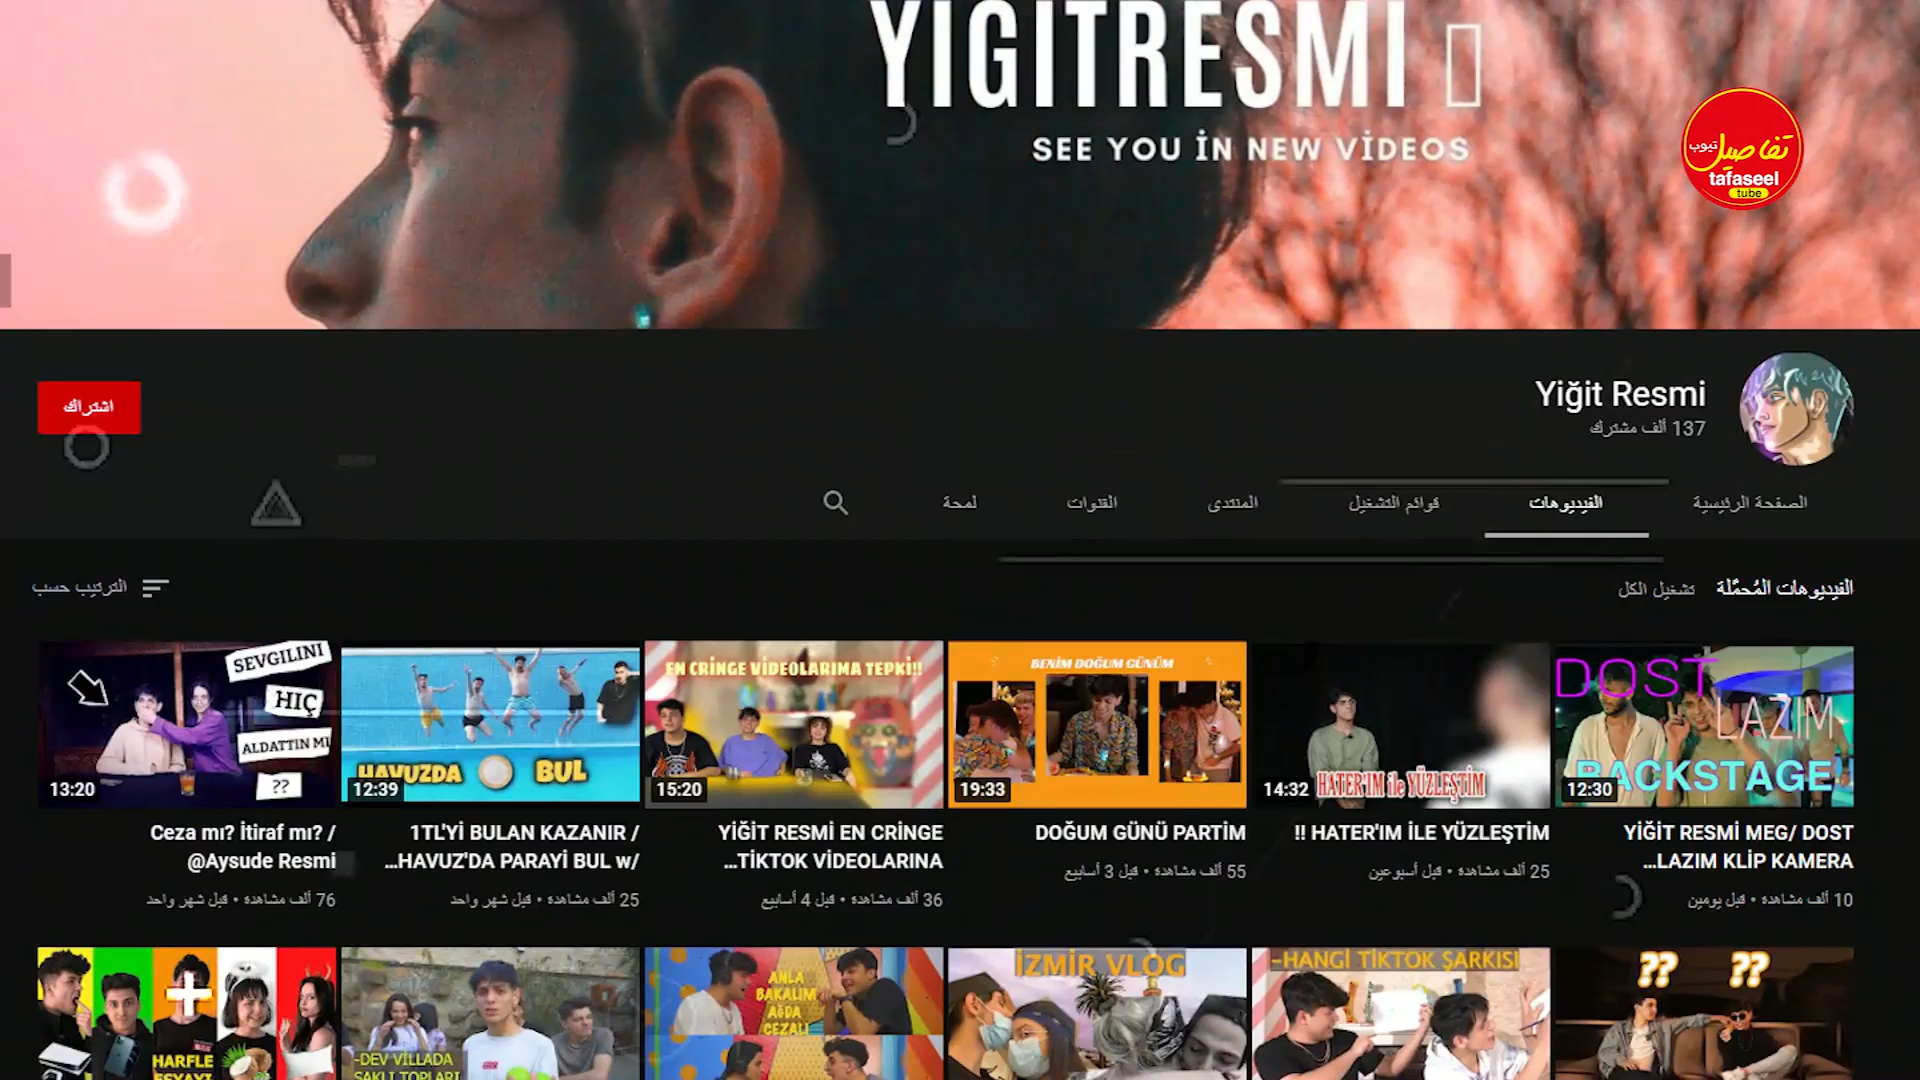 YIGITRESMI
SEE YOU İN NEW VİDEOS
تفاصيل
تيوب
tafaseel
tube
Yiğit Resmi
137 ألف مشترك
اشتراك
الصفحة الرئيسية
الفيديوهات
قوائم التشغيل
المنتدى
القنوات
لمحة
الفيديوهات المُحمَّلة
تشغيل الكل
الترتيب حسب
DOST
LAZIM
BACKSTAGE
12:30
YİĞİT RESMİ MEG/ DOST
LAZIM KLİP KAMERA...
10 آلاف مشاهدة • قبل يومين
HATER'IM ile YÜZLEŞTİM
14:32
HATER'IM İLE YÜZLEŞTİM !!
25 ألف مشاهدة • قبل أسبوعين
BENİM DOĞUM GÜNÜM
19:33
DOĞUM GÜNÜ PARTİM
55 ألف مشاهدة • قبل 3 أسابيع
EN CRİNGE VİDEOLARIMA TEPKİ!!
15:20
YİĞİT RESMİ EN CRİNGE
TİKTOK VİDEOLARINA...
36 ألف مشاهدة • قبل 4 أسابيع
HAVUZDA BUL
12:39
1TL'Yİ BULAN KAZANIR /
HAVUZ'DA PARAYİ BUL w/...
25 ألف مشاهدة • قبل شهر واحد
SEVGILINI
HIÇ
ALDATTIN MI
??
13:20
Ceza mı? İtiraf mı? /
@Aysude Resmi
76 ألف مشاهدة • قبل شهر واحد
?? ??
-HANGİ TİKTOK ŞARKISI
İZMİR VLOG
ANLA
BAKALIM
AĞDA
CEZALI
-DEV VİLLADA
SAKLI TOPLARI
HARFLE
EŞYAYI